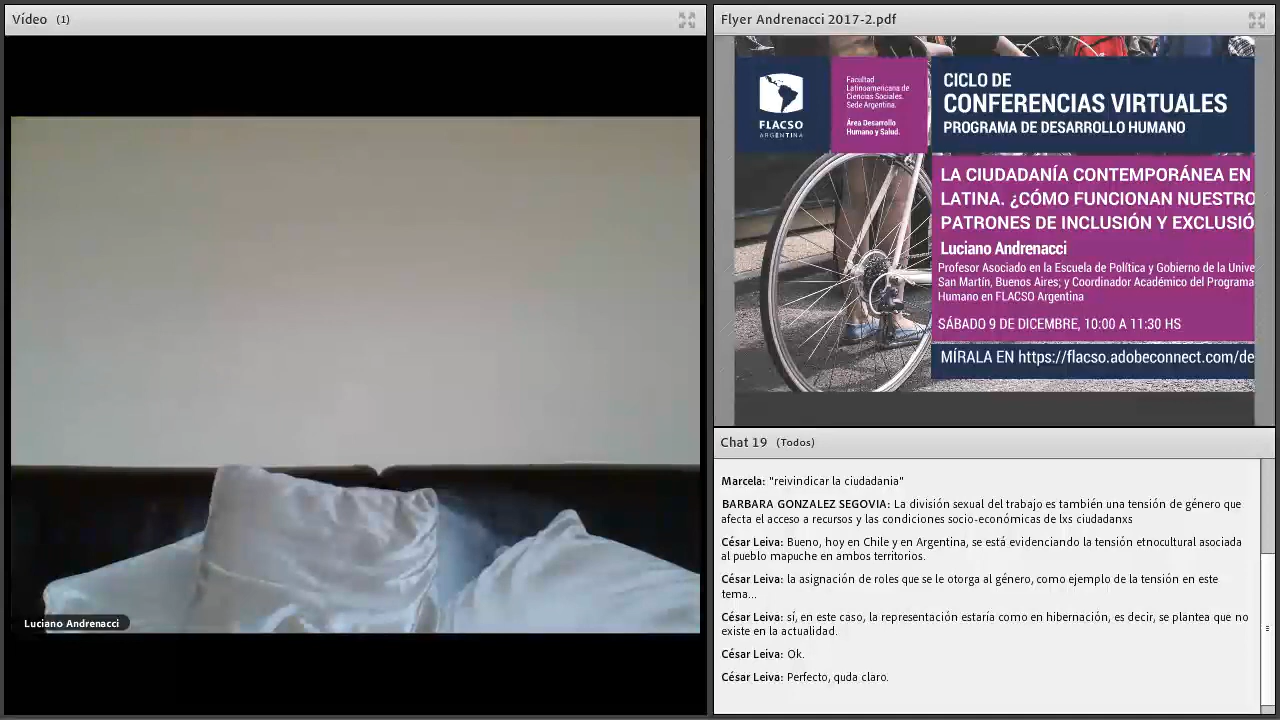 Vídeo (1)
Luciano Andrenacci
Flyer Andrenacci 2017-2.pdf
FLACSO
ARGENTINA
Facultad
Latinoamericana de
Ciencias Sociales.
Sede Argentina.
Área Desarrollo
Humano y Salud.
CICLO DE
CONFERENCIAS VIRTUALES
PROGRAMA DE DESARROLLO HUMANO
LA CIUDADANÍA CONTEMPORÁNEA EN
LATINA. ¿CÓMO FUNCIONAN NUESTRO
PATRONES DE INCLUSIÓN Y EXCLUSIÓ
Luciano Andrenacci
Profesor Asociado en la Escuela de Política y Gobierno de la Unive
San Martín, Buenos Aires; y Coordinador Académico del Programa
Humano en FLACSO Argentina
SÁBADO 9 DE DICEMBRE, 10:00 A 11:30 HS
MÍRALA EN https://flacso.adobeconnect.com/de
Chat 19 (Todos)
Marcela: "reivindicar la ciudadania"
BARBARA GONZALEZ SEGOVIA: La división sexual del trabajo es también una tensión de género que
afecta el acceso a recursos y las condiciones socio-económicas de lxs ciudadanxs
César Leiva: Bueno, hoy en Chile y en Argentina, se está evidenciando la tensión etnocultural asociada
al pueblo mapuche en ambos territorios.
César Leiva: la asignación de roles que se le otorga al género, como ejemplo de la tensión en este
tema...
César Leiva: sí, en este caso, la representación estaría como en hibernación, es decir, se plantea que no
existe en la actualidad.
César Leiva: Ok.
César Leiva: Perfecto, quda claro.